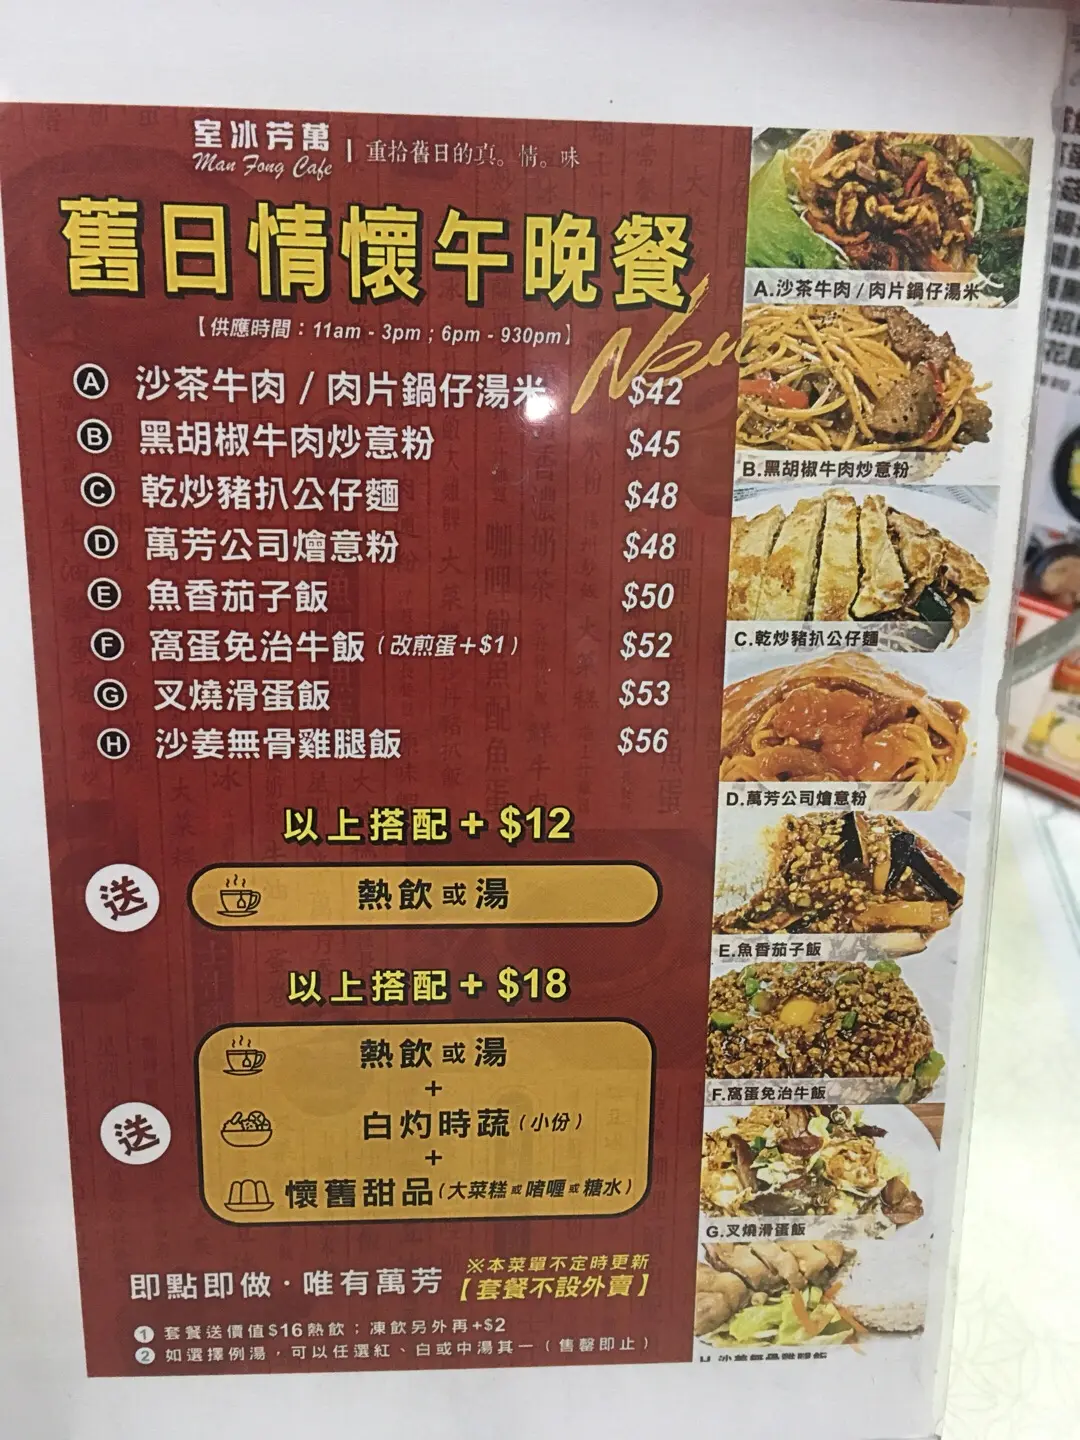 室冰芳萬
Man Fong Cafe
重拾舊日的真。情。味
舊日情懷午晚餐
New
【供應時間：11am - 3pm ; 6pm - 930pm】
A 沙茶牛肉 / 肉片鍋仔湯米 $42
B 黑胡椒牛肉炒意粉 $45
C 乾炒豬扒公仔麵 $48
D 萬芳公司燴意粉 $48
E 魚香茄子飯 $50
F 窩蛋免治牛飯（改煎蛋+$1） $52
G 叉燒滑蛋飯 $53
H 沙姜無骨雞腿飯 $56
以上搭配 + $12
送
熱飲或湯
以上搭配 + $18
送
熱飲或湯
+
白灼時蔬（小份）
+
懷舊甜品（大菜糕或啫喱或糖水）
即點即做．唯有萬芳
※本菜單不定時更新
【套餐不設外賣】
1 套餐送價值$16熱飲；凍飲另外再+$2
2 如選擇例湯，可以任選紅、白或中湯其一（售罄即止）
A.沙茶牛肉 / 肉片鍋仔湯米
B.黑胡椒牛肉炒意粉
C.乾炒豬扒公仔麵
D.萬芳公司燴意粉
E.魚香茄子飯
F.窩蛋免治牛飯
G.叉燒滑蛋飯
H.沙姜無骨雞腿飯